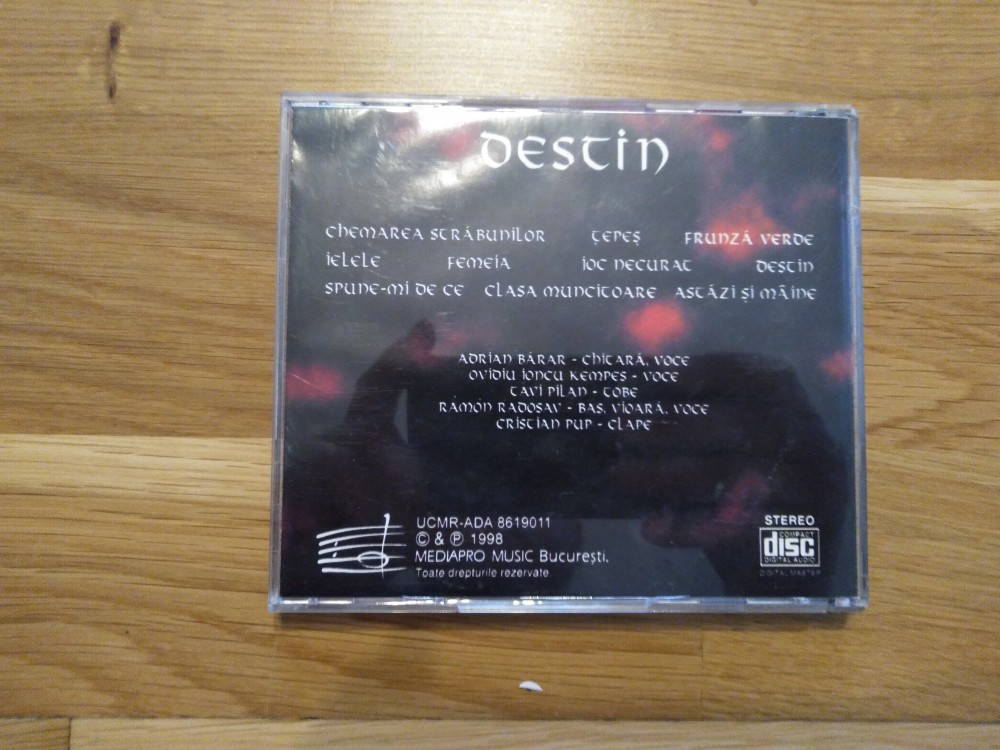 DESTIN
CHEMAREA STRĂBUNILOR ȚEPEȘ FRUNZĂ VERDE
IELELE FEMEIA JOC NECURAT DESTIN
SPUNE-MI DE CE CLASA MUNCITOARE ASTĂZI ȘI MÂINE
ADRIAN BĂRAR - CHITARĂ, VOCE
OVIDIU IONCU KEMPES - VOCE
TAVI PILAN - TOBE
RAMÓN RADOSAV - BAS, VIOARĂ, VOCE
CRISTIAN PUP - CLAPE
UCMR-ADA 8619011
© & ℗ 1998
MEDIAPRO MUSIC București.
Toate drepturile rezervate
STEREO
COMPACT
disc
DIGITAL AUDIO
DIGITAL MASTER